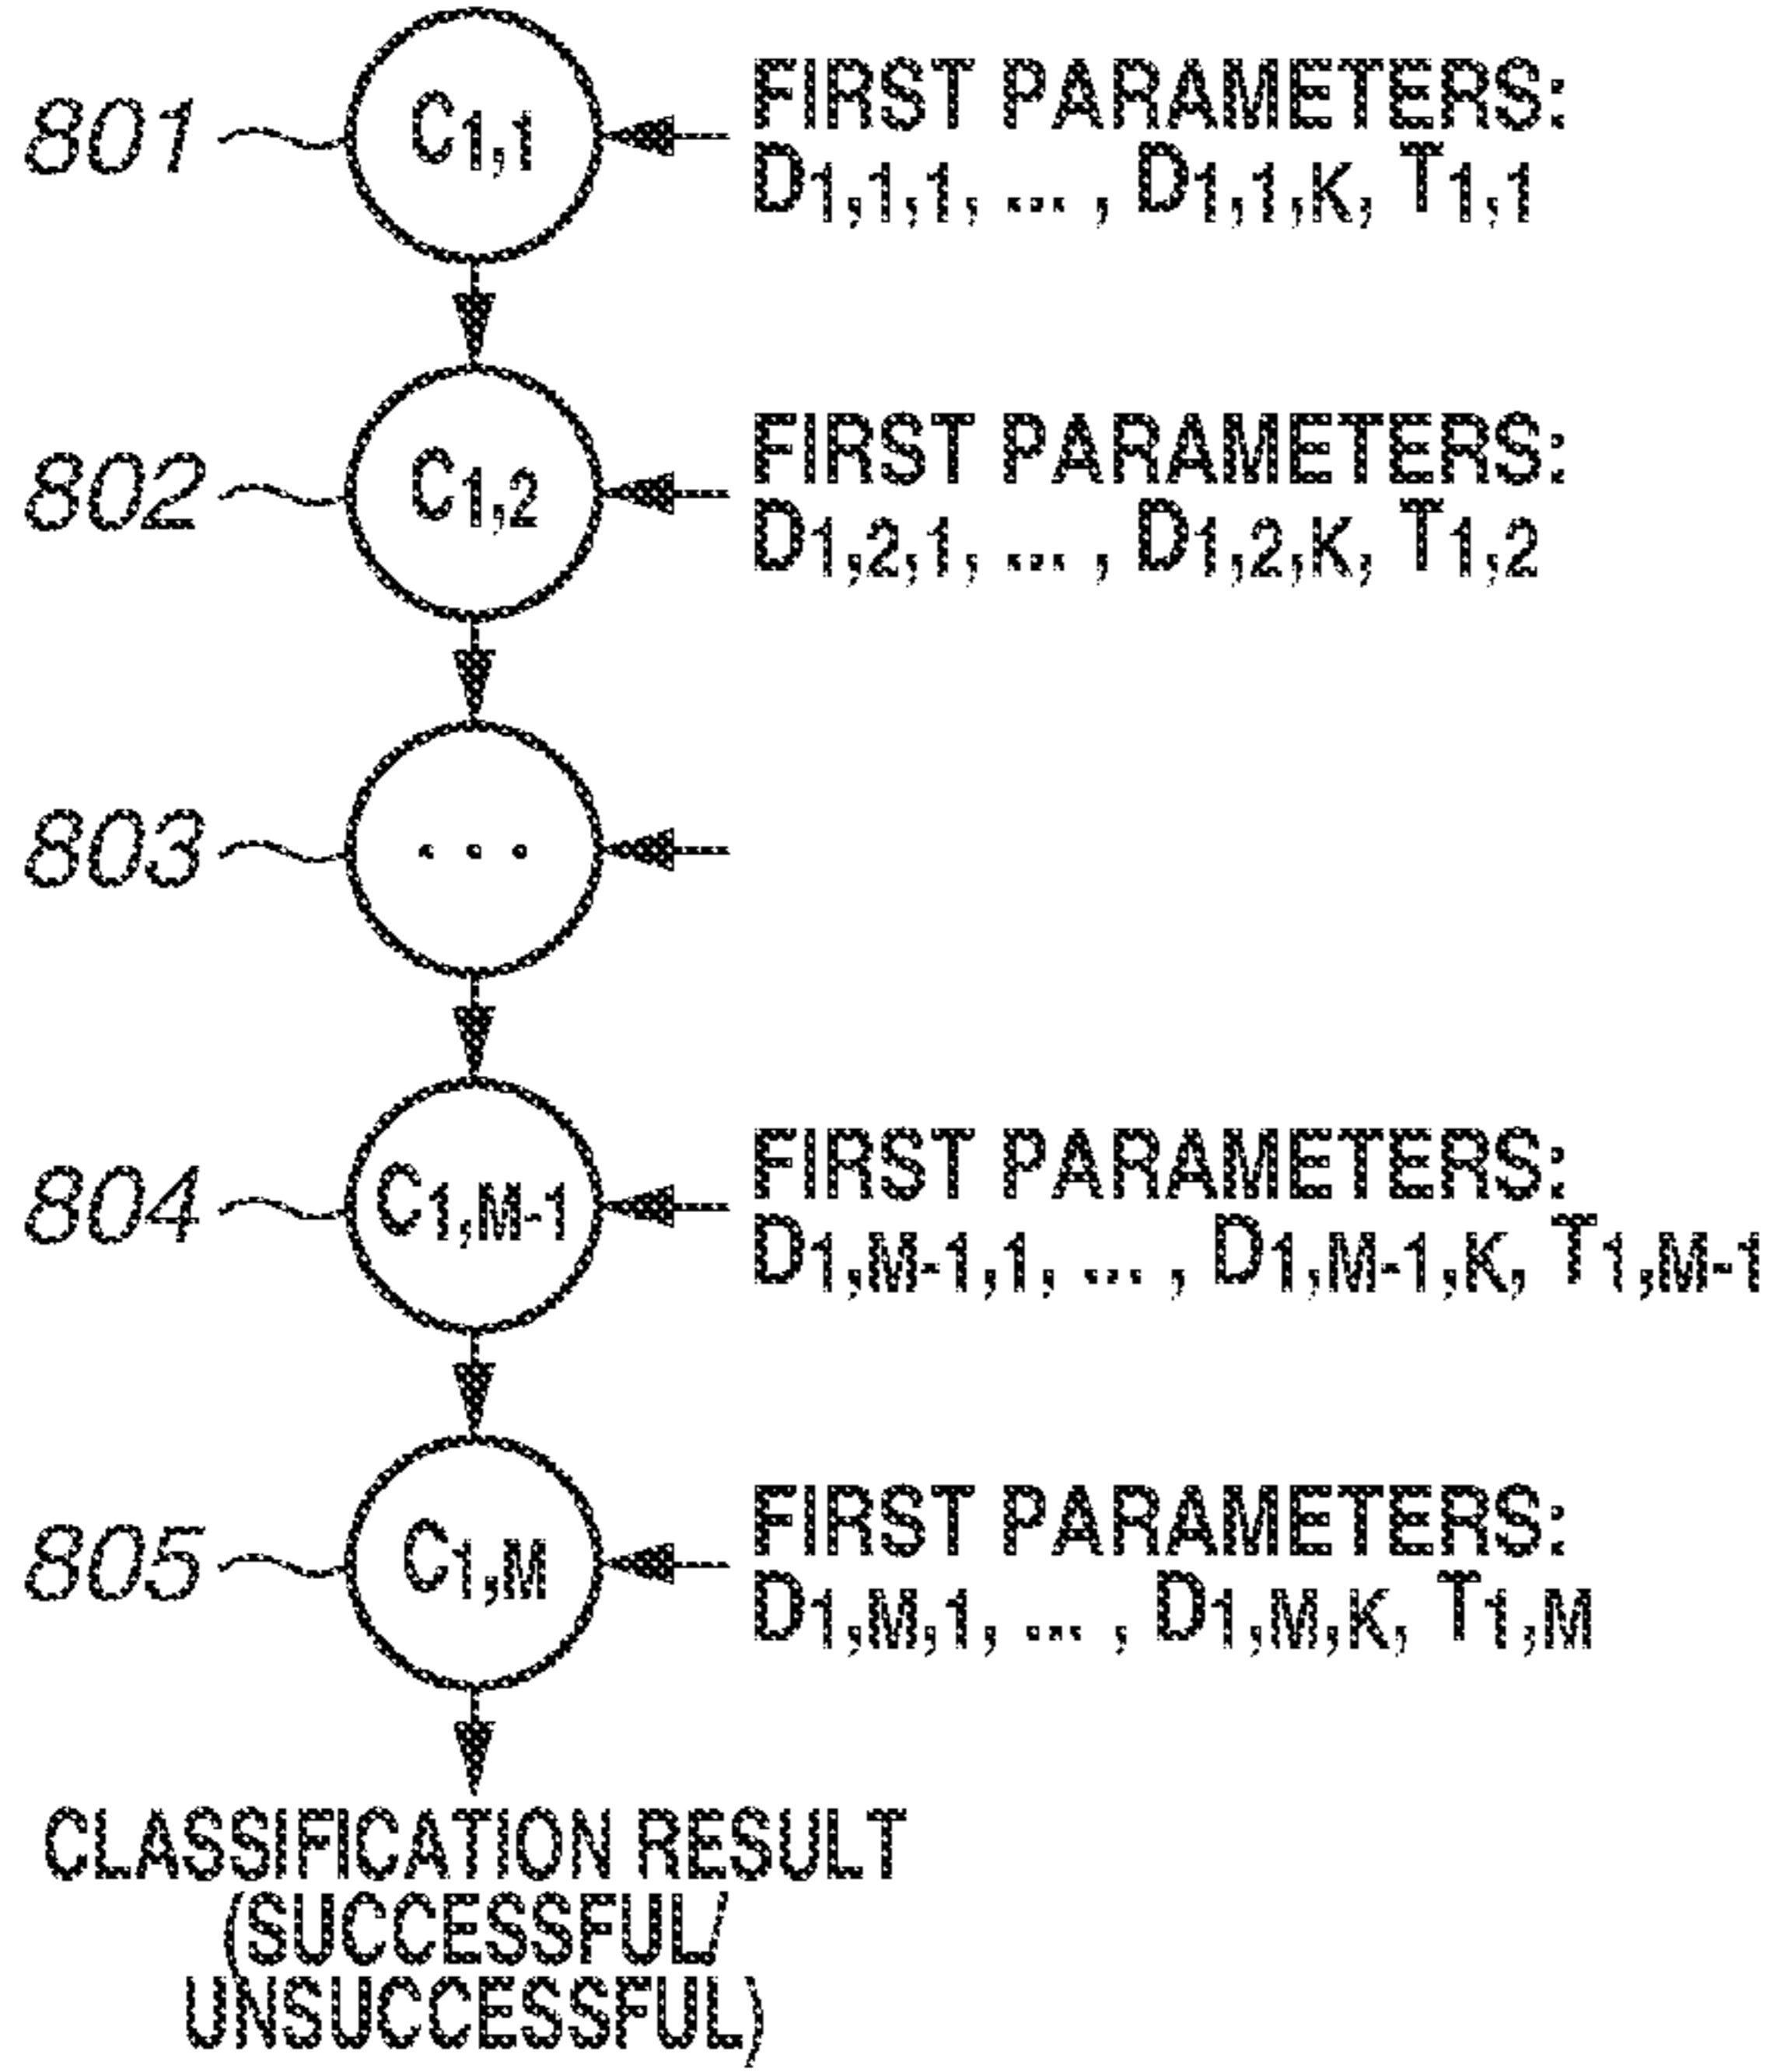 801 C1,1 FIRST PARAMETERS:
D1,1,1, ... , D1,1,K, T1,1
802 C1,2 FIRST PARAMETERS:
D1,2,1, ... , D1,2,K, T1,2
803 ...
804 C1,M-1 FIRST PARAMETERS:
D1,M-1,1, ... , D1,M-1,K, T1,M-1
805 C1,M FIRST PARAMETERS:
D1,M,1, ... , D1,M,K, T1,M
CLASSIFICATION RESULT
(SUCCESSFUL/
UNSUCCESSFUL)